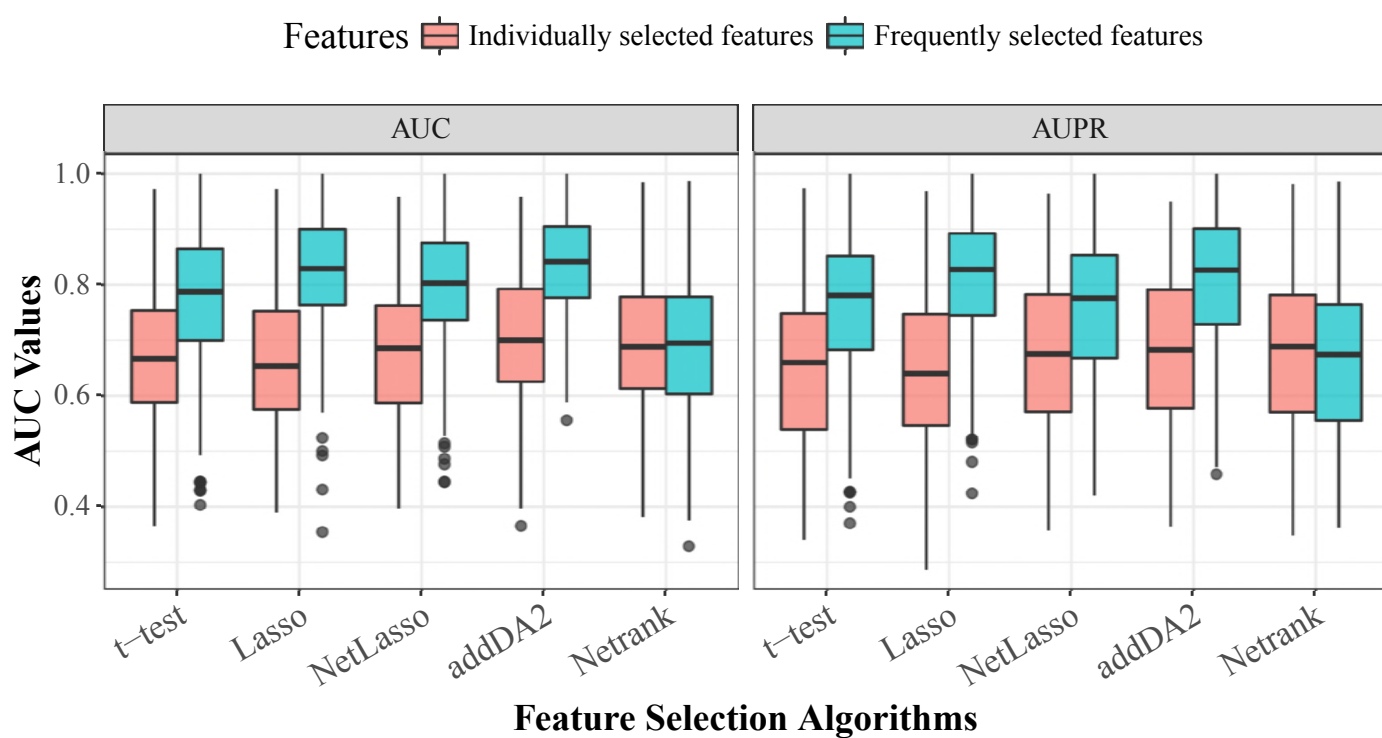 Features Individually selected features Frequently selected features
AUC AUPR
1.0
0.8
0.6
0.4
AUC Values
t−test Lasso NetLasso addDA2 Netrank t−test Lasso NetLasso addDA2 Netrank
Feature Selection Algorithms